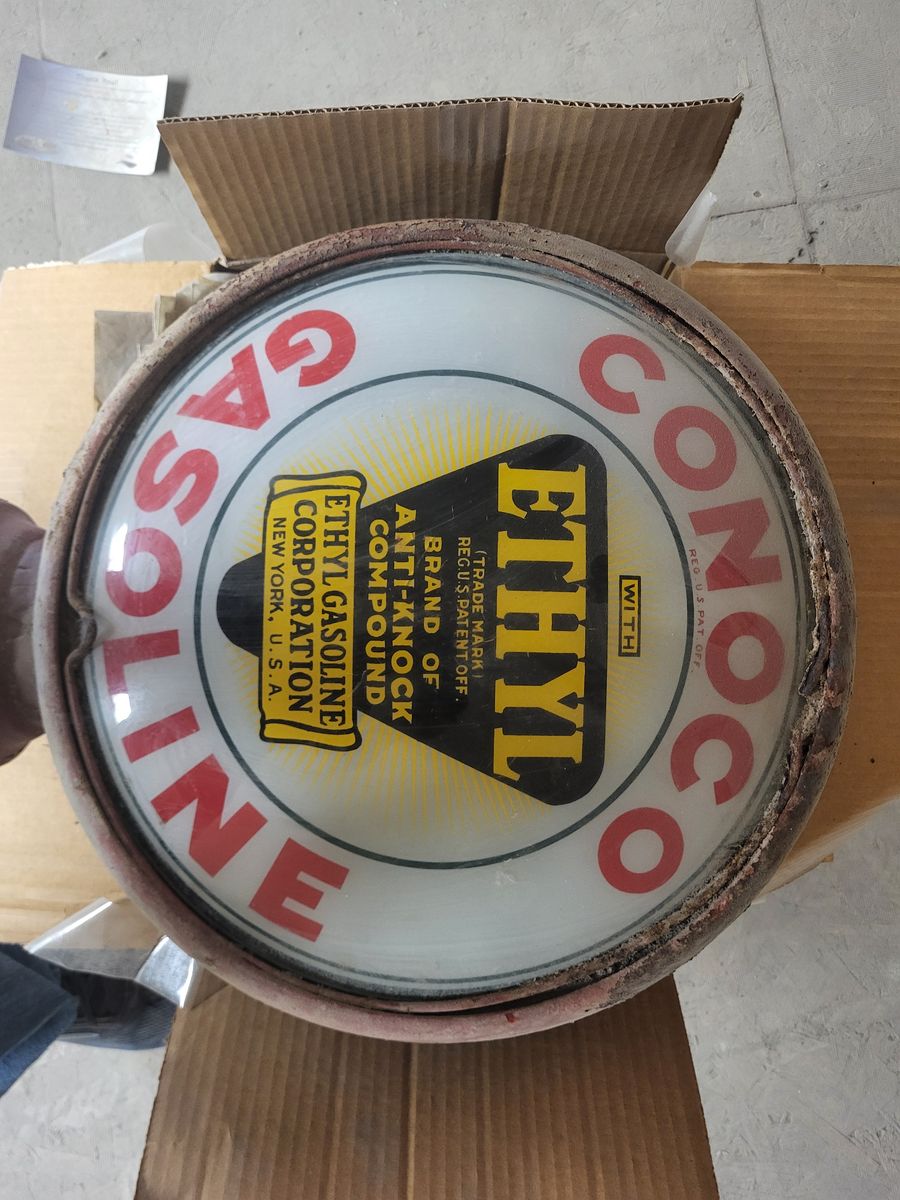 CONOCO
REG. U.S. PAT. OFF.
WITH
ETHYL
(TRADE MARK)
REG.U.S.PATENT OFF.
BRAND OF
ANTI-KNOCK
COMPOUND
ETHYL GASOLINE
CORPORATION
NEW YORK, U.S.A.
GASOLINE